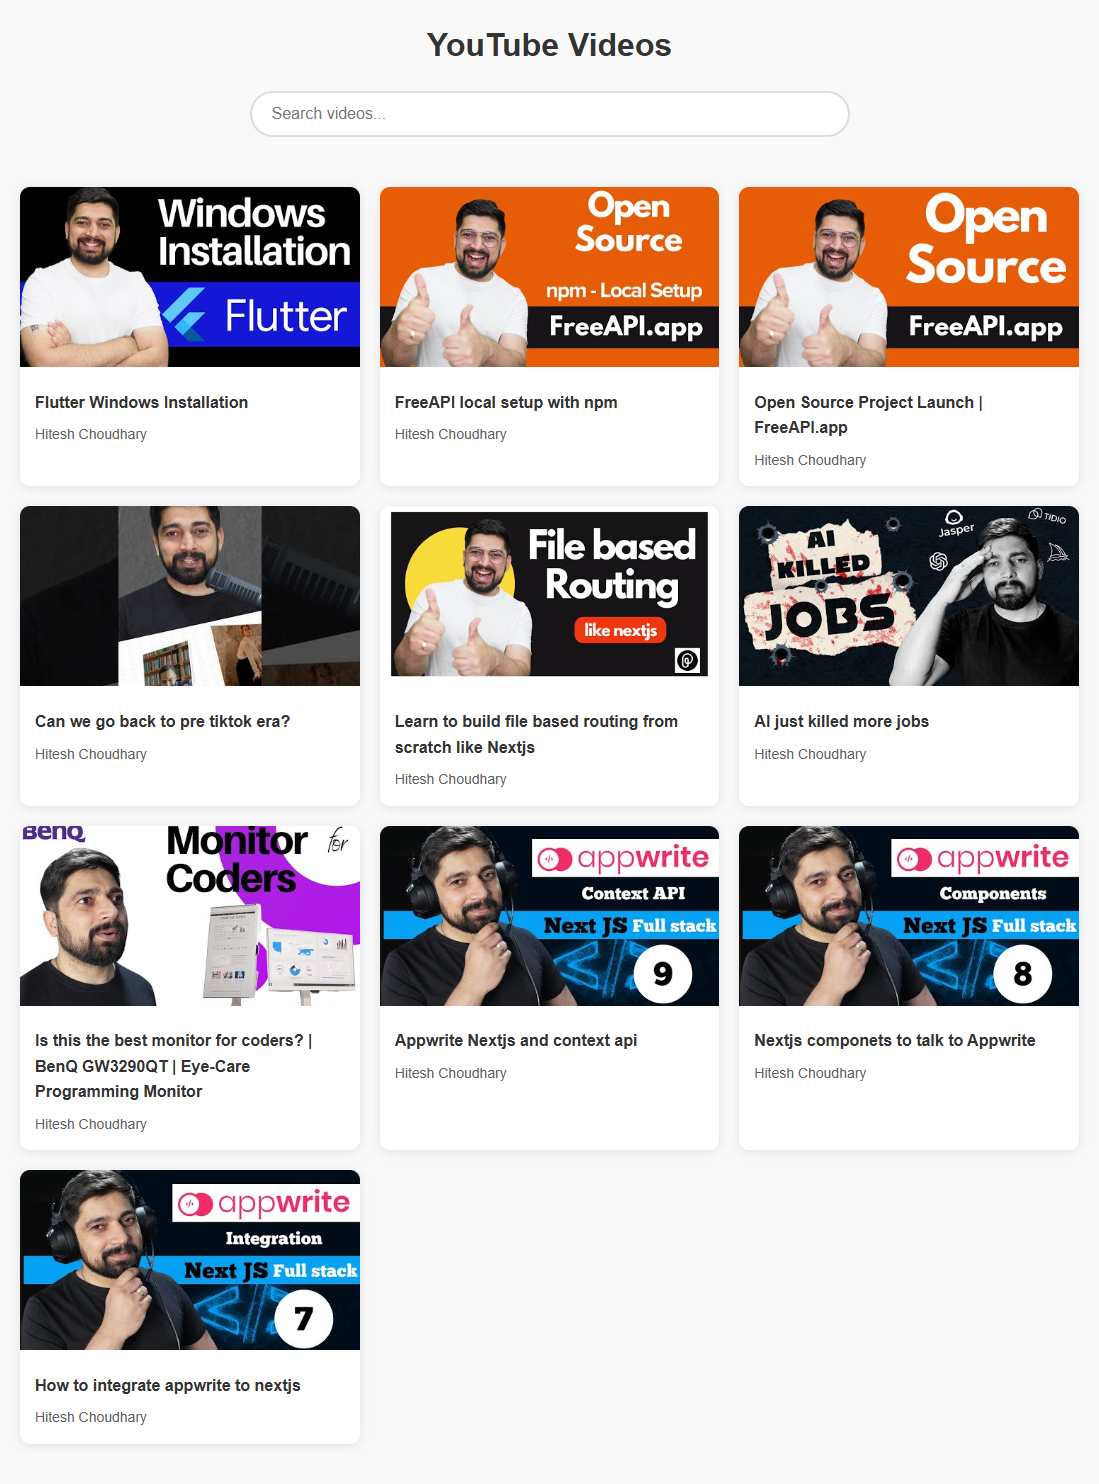 YouTube Videos
Search videos...
Windows
Installation
Flutter
Flutter Windows Installation
Hitesh Choudhary
Open
Source
npm - Local Setup
FreeAPI.app
FreeAPI local setup with npm
Hitesh Choudhary
Open
Source
FreeAPI.app
Open Source Project Launch |
FreeAPI.app
Hitesh Choudhary
Can we go back to pre tiktok era?
Hitesh Choudhary
File based
Routing
like nextjs
Learn to build file based routing from
scratch like Nextjs
Hitesh Choudhary
AI
KILLED
JOBS
Jasper
TIDIO
AI just killed more jobs
Hitesh Choudhary
BenQ
Monitor for
Coders
Is this the best monitor for coders? |
BenQ GW3290QT | Eye-Care
Programming Monitor
Hitesh Choudhary
appwrite
Context API
Next JS Full stack
9
Appwrite Nextjs and context api
Hitesh Choudhary
appwrite
Components
Next JS Full stack
8
Nextjs componets to talk to Appwrite
Hitesh Choudhary
appwrite
Integration
Next JS Full stack
7
How to integrate appwrite to nextjs
Hitesh Choudhary